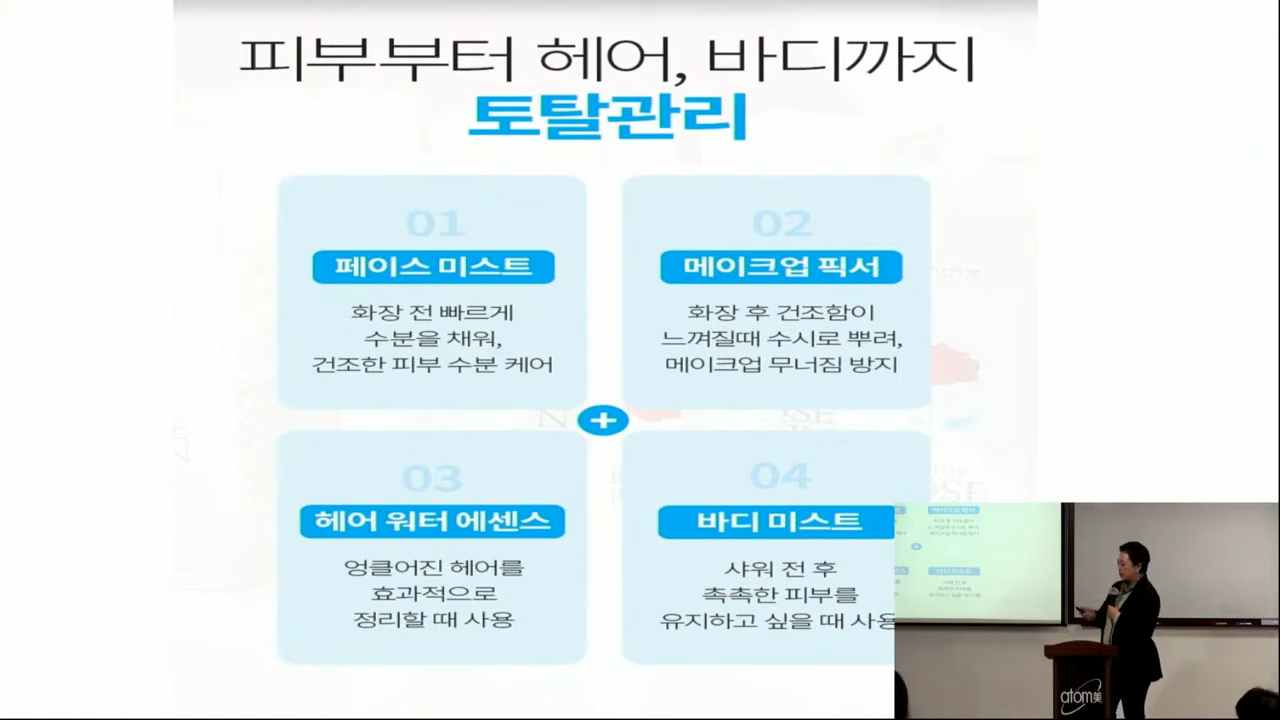 피부부터 헤어, 바디까지
토탈관리
01
페이스 미스트
화장 전 빠르게
수분을 채워,
건조한 피부 수분 케어
02
메이크업 픽서
화장 후 건조함이
느껴질때 수시로 뿌려,
메이크업 무너짐 방지
+
03
헤어 워터 에센스
엉클어진 헤어를
효과적으로
정리할 때 사용
04
바디 미스트
샤워 전 후
촉촉한 피부를
유지하고 싶을 때 사용
atom美